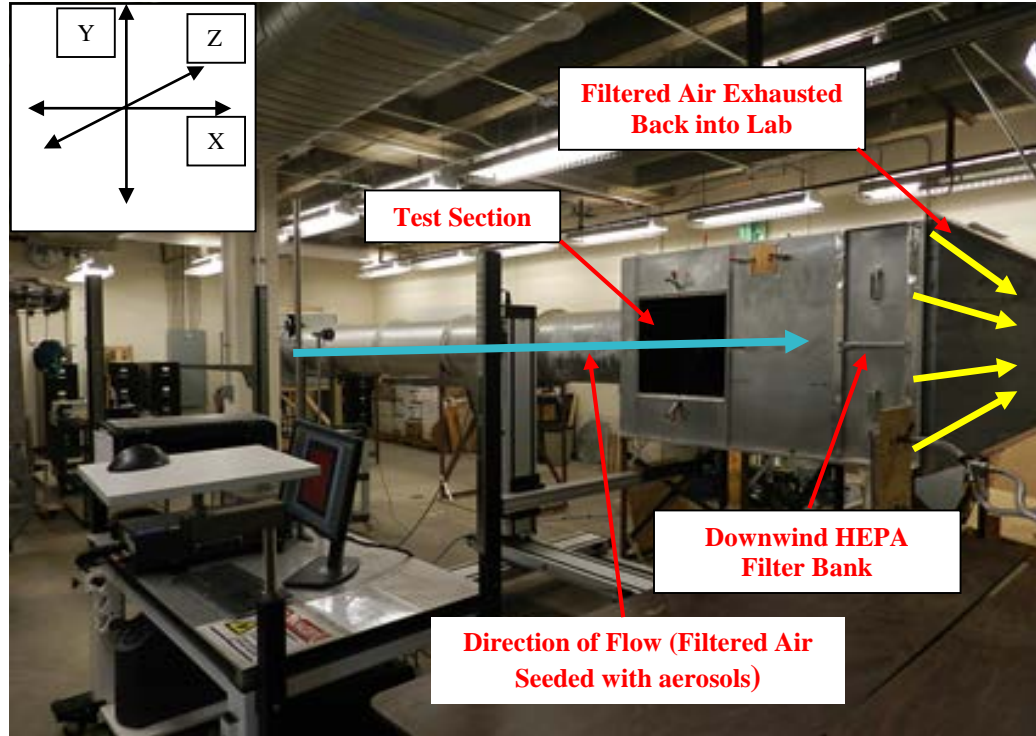 Y
Z
X
Filtered Air Exhausted
Back into Lab
Test Section
Downwind HEPA
Filter Bank
Direction of Flow (Filtered Air
Seeded with aerosols)